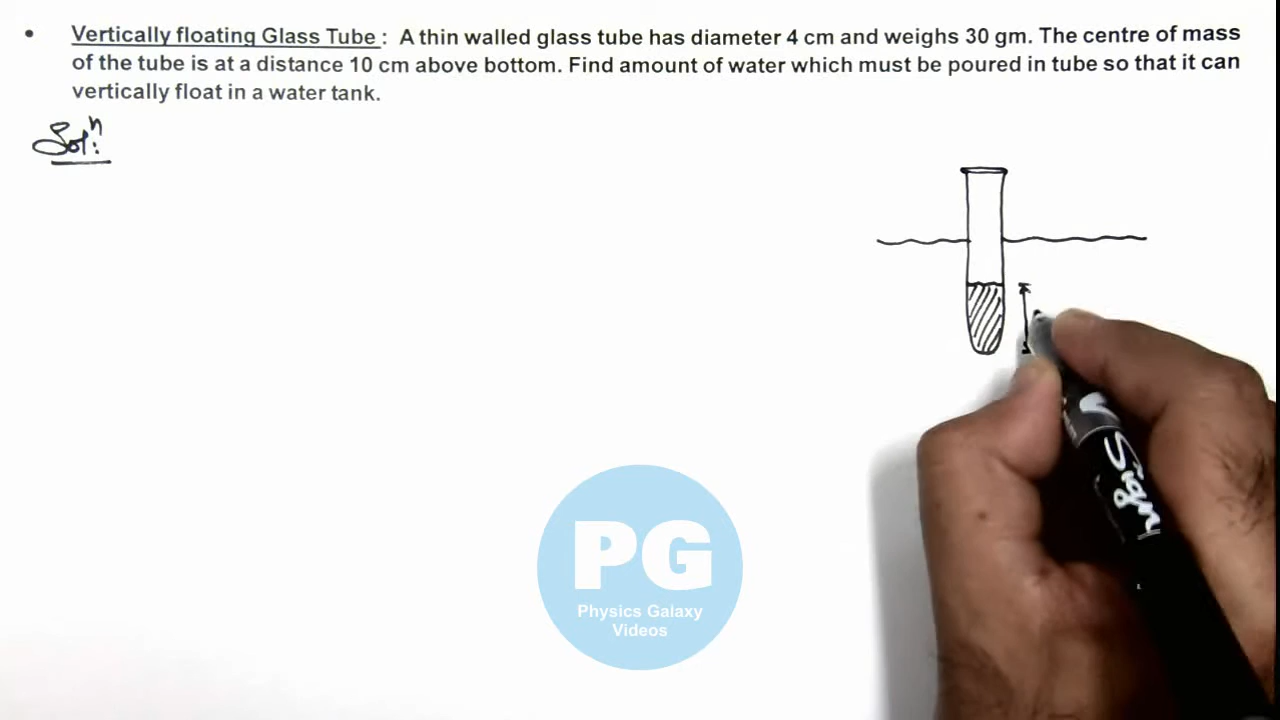 • Vertically floating Glass Tube : A thin walled glass tube has diameter 4 cm and weighs 30 gm. The centre of mass
of the tube is at a distance 10 cm above bottom. Find amount of water which must be poured in tube so that it can
vertically float in a water tank.
Solⁿ:
PG
Physics Galaxy
Videos
Sign